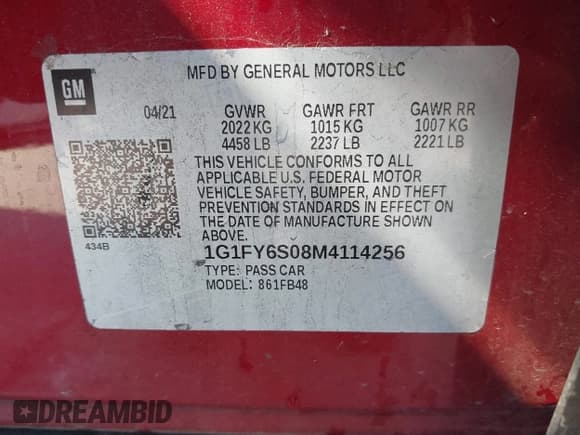 GM
MFD BY GENERAL MOTORS LLC
04/21 GVWR GAWR FRT GAWR RR
2022 KG 1015 KG 1007 KG
4458 LB 2237 LB 2221 LB
THIS VEHICLE CONFORMS TO ALL
APPLICABLE U.S. FEDERAL MOTOR
VEHICLE SAFETY, BUMPER, AND THEFT
PREVENTION STANDARDS IN EFFECT ON
THE DATE OF MANUFACTURE SHOWN
ABOVE.
434B
1G1FY6S08M4114256
TYPE: PASS CAR
MODEL: 861FB48
DREAMBID